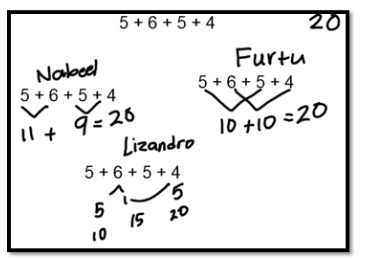 5 + 6 + 5 + 4 20
Nabeel
5 + 6 + 5 + 4
11 + 9 = 20
Furtu
5 + 6 + 5 + 4
10 + 10 = 20
Lizandro
5 + 6 + 5 + 4
5 1 5
10 15 20